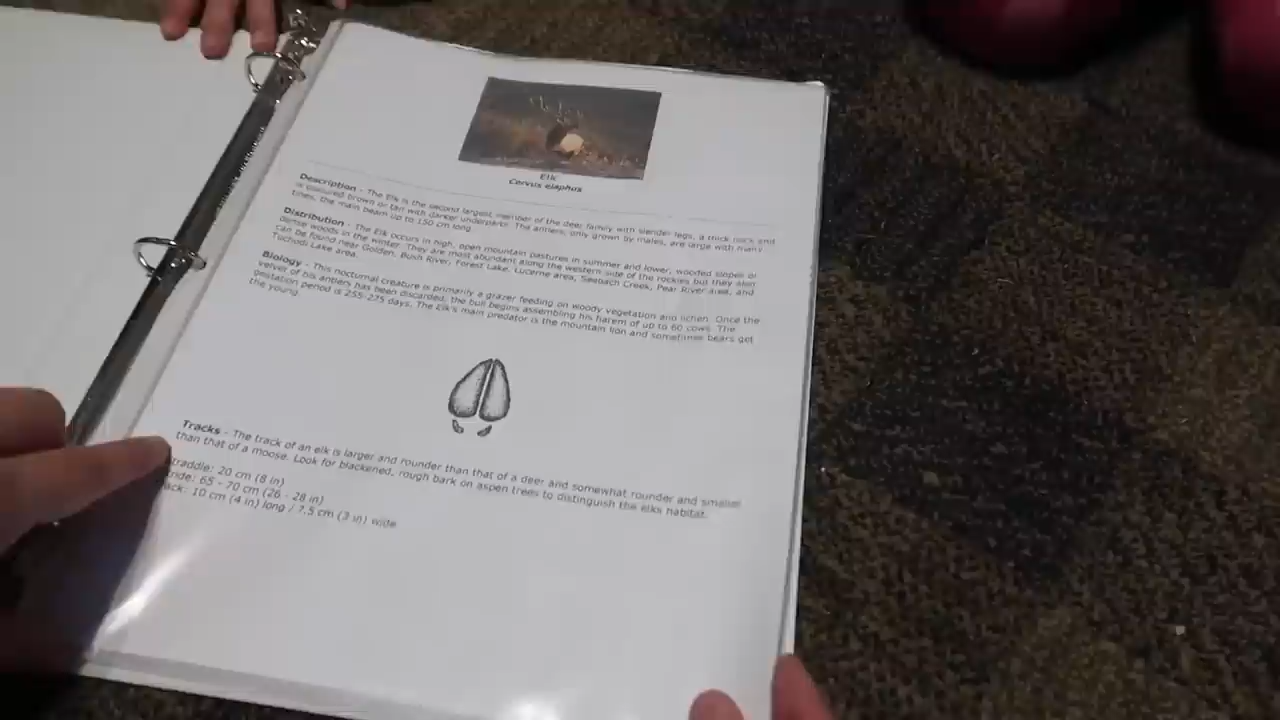 Elk
Cervus elaphus
Description - The Elk is the second largest member of the deer family with slender legs, a thick neck and
is coloured brown or tan with darker underparts. The antlers, only grown by males, are large with many
tines, the main beam up to 150 cm long.
Distribution - The Elk occurs in high, open mountain pastures in summer and lower, wooded slopes or
dense woods in the winter. They are most abundant along the western side of the rockies but they also
can be found near Golden, Bush River, Forest Lake, Lucerne area, Seebach Creek, Pear River area, and
Tuchodi Lake area.
Biology - This nocturnal creature is primarily a grazer feeding on woody vegetation and lichen. Once the
velvet of his antlers has been discarded, the bull begins assembling his harem of up to 60 cows. The
gestation period is 255-275 days. The Elk's main predator is the mountain lion and sometimes bears get
the young.
Tracks - The track of an elk is larger and rounder than that of a deer and somewhat rounder and smaller
than that of a moose. Look for blackened, rough bark on aspen trees to distinguish the elks habitat.
traddle: 20 cm (8 in)
ride: 65 - 70 cm (26 - 28 in)
ack: 10 cm (4 in) long / 7.5 cm (3 in) wide